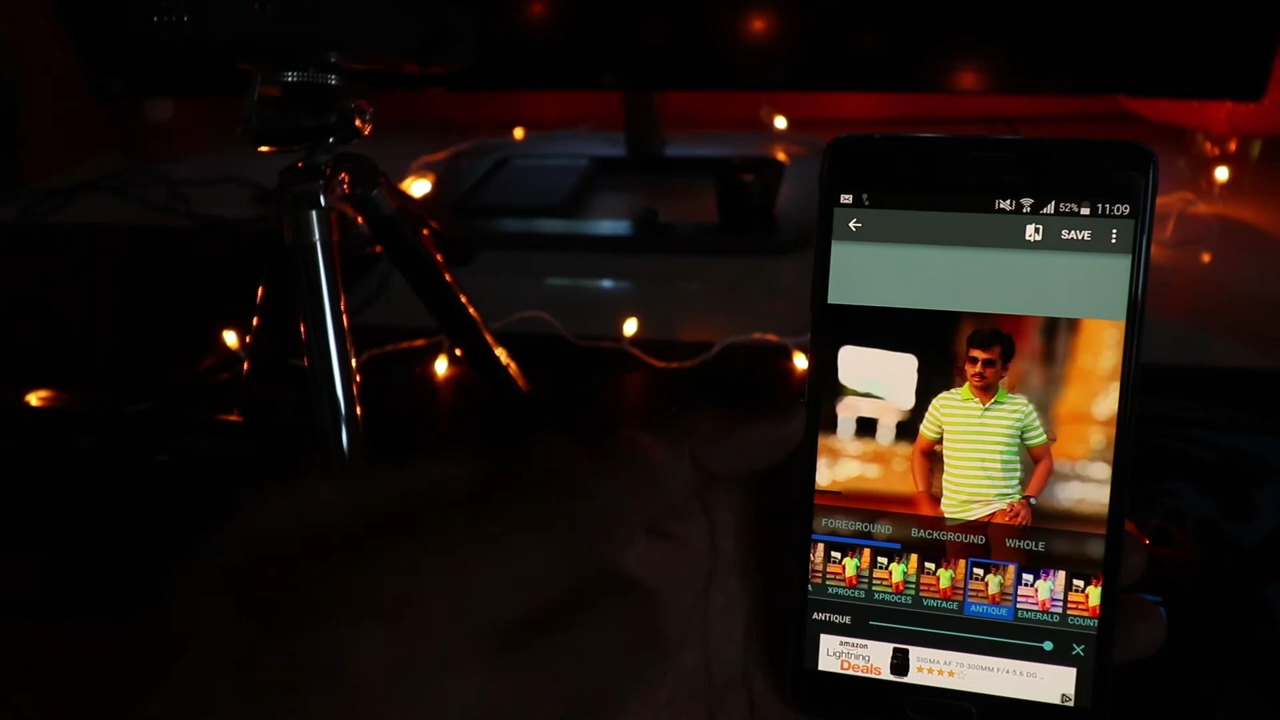 52% 11:09
SAVE
FOREGROUND BACKGROUND WHOLE
XPROCES XPROCES VINTAGE ANTIQUE EMERALD COUNT
ANTIQUE
amazon
Lightning
Deals
SIGMA AF 70-300MM F/4-5.6 DG ...